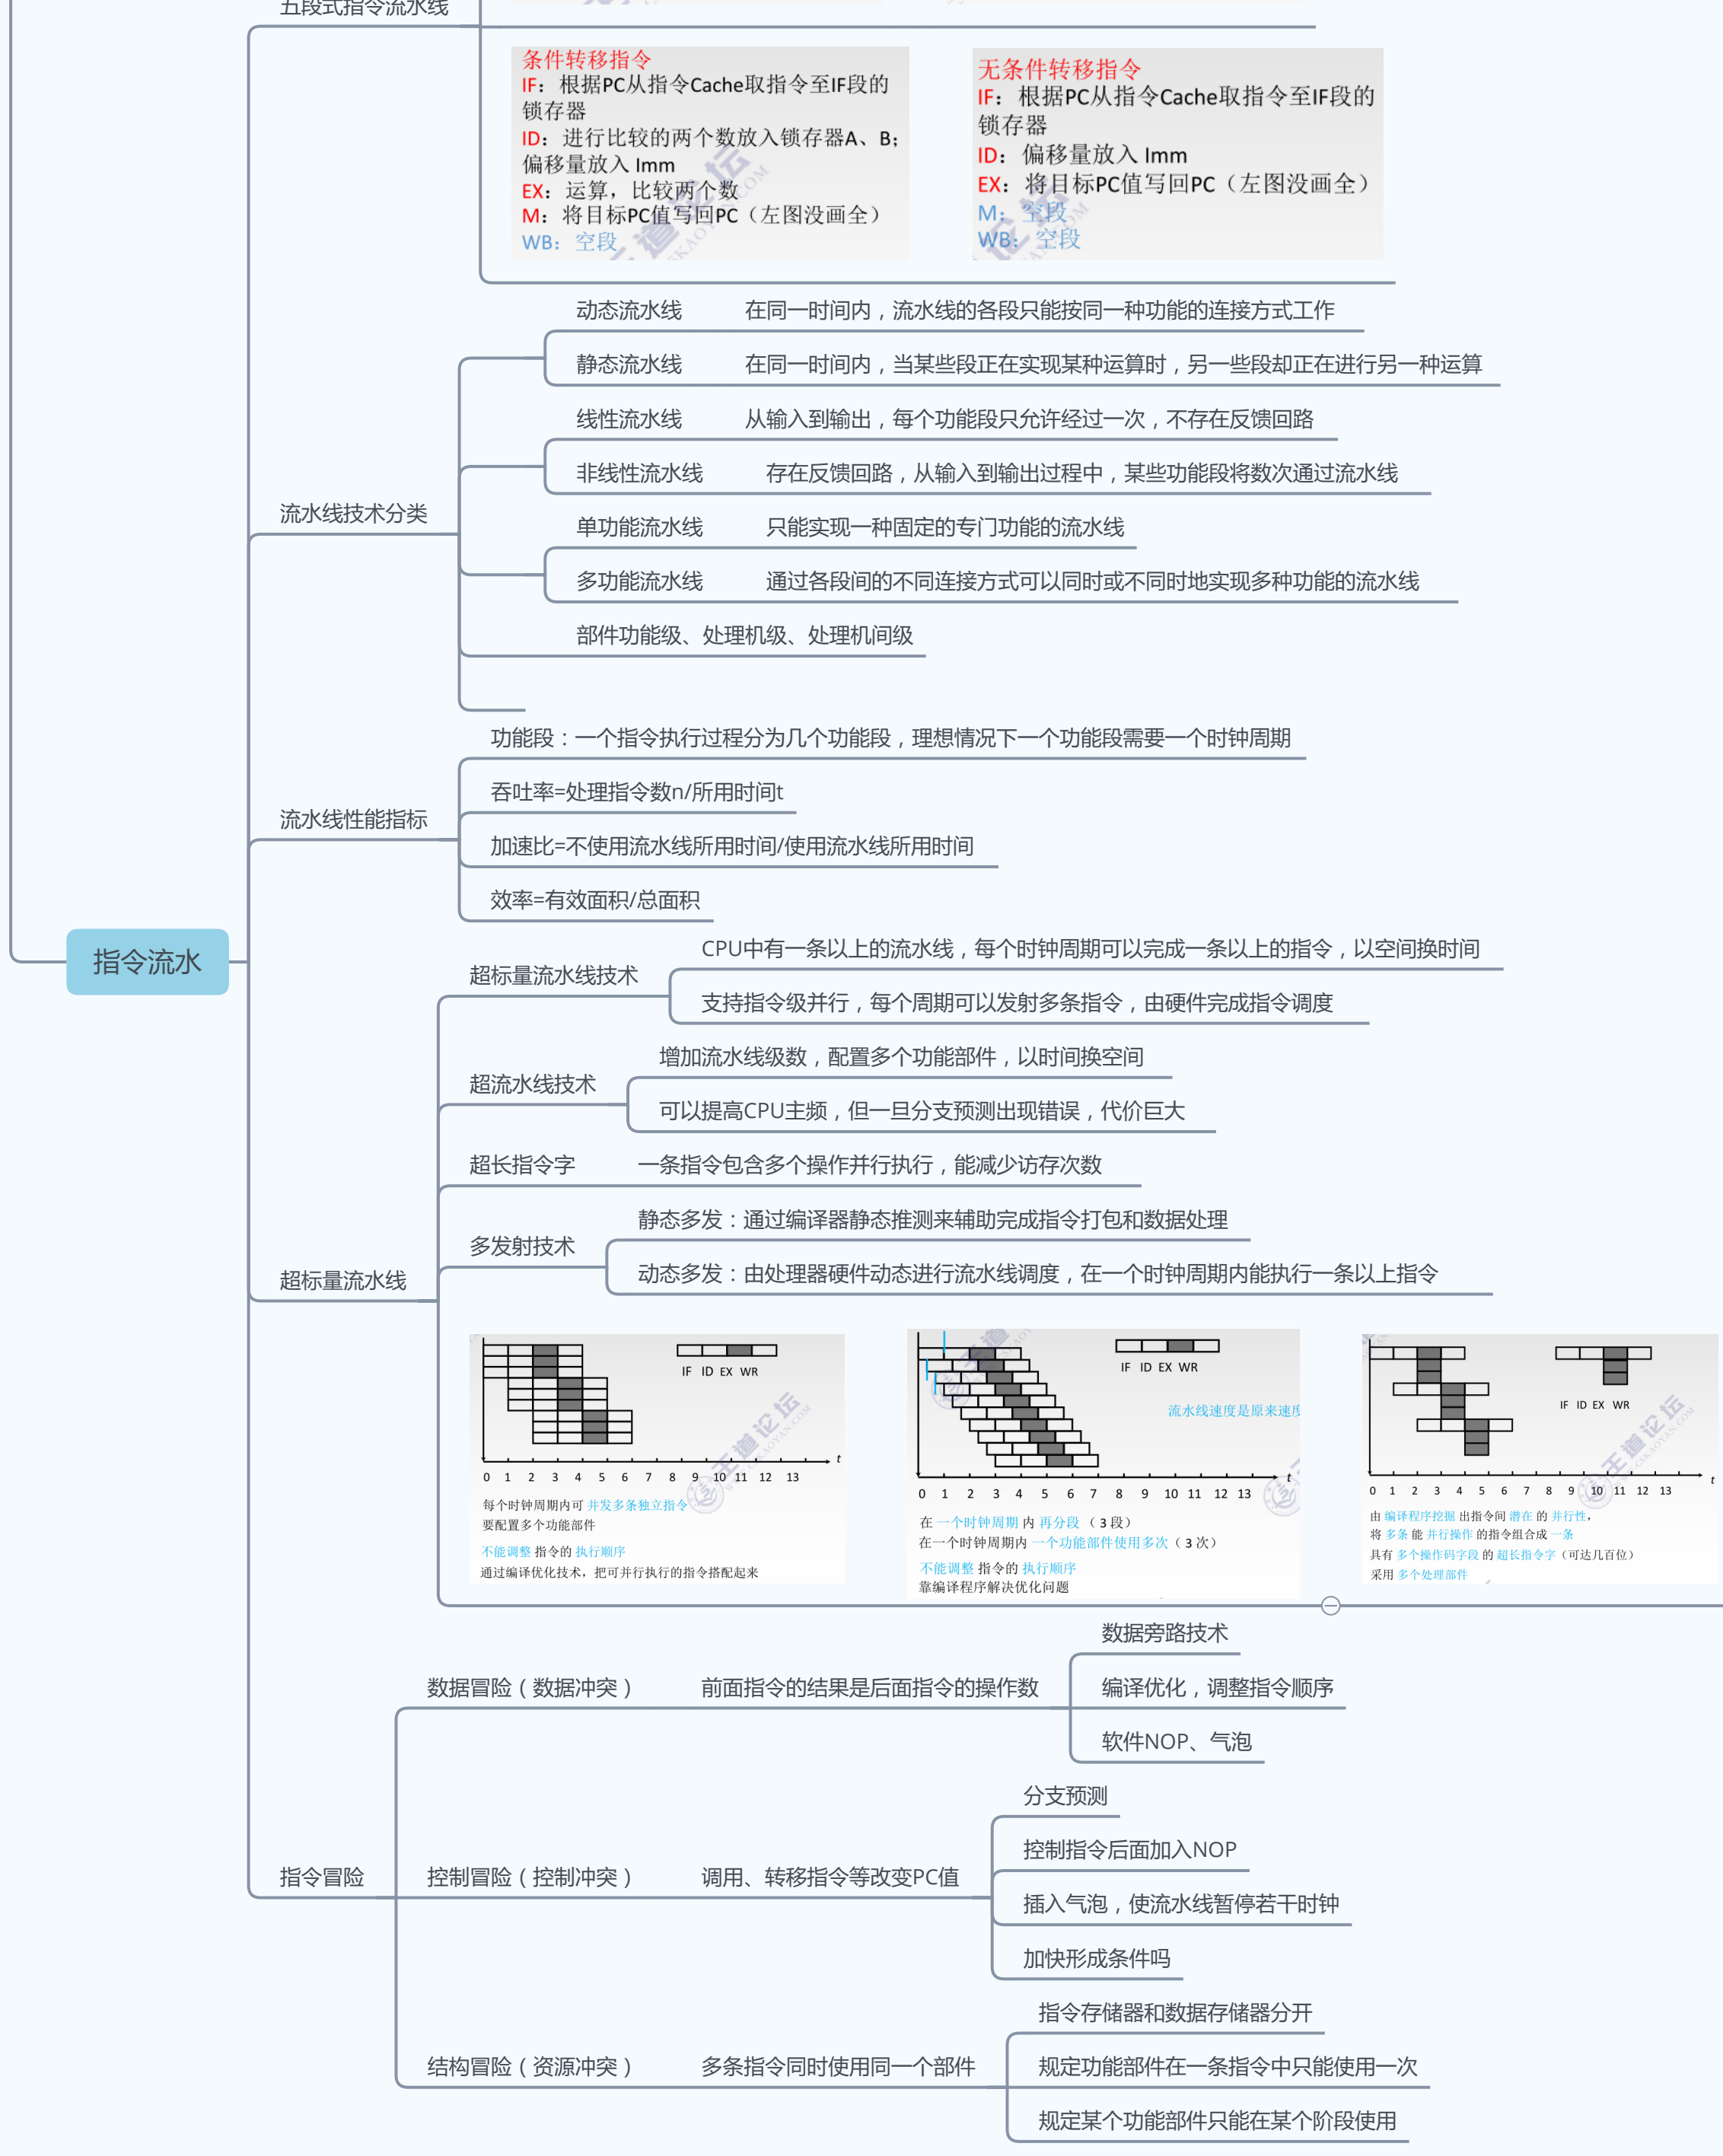 五段式指令流水线
条件转移指令
IF：根据PC从指令Cache取指令至IF段的
锁存器
ID：进行比较的两个数放入锁存器A、B；
偏移量放入 Imm
EX：运算，比较两个数
M：将目标PC值写回PC（左图没画全）
WB：空段
无条件转移指令
IF：根据PC从指令Cache取指令至IF段的
锁存器
ID：偏移量放入 Imm
EX：将目标PC值写回PC（左图没画全）
M：空段
WB：空段
流水线技术分类
动态流水线 在同一时间内，流水线的各段只能按同一种功能的连接方式工作
静态流水线 在同一时间内，当某些段正在实现某种运算时，另一些段却正在进行另一种运算
线性流水线 从输入到输出，每个功能段只允许经过一次，不存在反馈回路
非线性流水线 存在反馈回路，从输入到输出过程中，某些功能段将数次通过流水线
单功能流水线 只能实现一种固定的专门功能的流水线
多功能流水线 通过各段间的不同连接方式可以同时或不同时地实现多种功能的流水线
部件功能级、处理机级、处理机间级
流水线性能指标
功能段：一个指令执行过程分为几个功能段，理想情况下一个功能段需要一个时钟周期
吞吐率=处理指令数n/所用时间t
加速比=不使用流水线所用时间/使用流水线所用时间
效率=有效面积/总面积
指令流水
超标量流水线
超标量流水线技术
CPU中有一条以上的流水线，每个时钟周期可以完成一条以上的指令，以空间换时间
支持指令级并行，每个周期可以发射多条指令，由硬件完成指令调度
超流水线技术
增加流水线级数，配置多个功能部件，以时间换空间
可以提高CPU主频，但一旦分支预测出现错误，代价巨大
超长指令字 一条指令包含多个操作并行执行，能减少访存次数
多发射技术
静态多发：通过编译器静态推测来辅助完成指令打包和数据处理
动态多发：由处理器硬件动态进行流水线调度，在一个时钟周期内能执行一条以上指令
IF ID EX WR
t
0 1 2 3 4 5 6 7 8 9 10 11 12 13
每个时钟周期内可 并发多条独立指令
要配置多个功能部件
不能调整 指令的 执行顺序
通过编译优化技术，把可并行执行的指令搭配起来
王道论坛
WWW.CSKAOYAN.COM
IF ID EX WR
流水线速度是原来速度
t
0 1 2 3 4 5 6 7 8 9 10 11 12 13
在 一个时钟周期 内 再分段 （3段）
在一个时钟周期内 一个功能部件使用多次（3次）
不能调整 指令的 执行顺序
靠编译程序解决优化问题
IF ID EX WR
t
0 1 2 3 4 5 6 7 8 9 10 11 12 13
由 编译程序挖掘 出指令间 潜在 的 并行性，
将 多条 能 并行操作 的指令组合成 一条
具有 多个操作码字段 的 超长指令字（可达几百位）
采用 多个处理部件
王道论坛
WWW.CSKAOYAN.COM
指令冒险
数据冒险（数据冲突） 前面指令的结果是后面指令的操作数
数据旁路技术
编译优化，调整指令顺序
软件NOP、气泡
控制冒险（控制冲突） 调用、转移指令等改变PC值
分支预测
控制指令后面加入NOP
插入气泡，使流水线暂停若干时钟
加快形成条件吗
结构冒险（资源冲突） 多条指令同时使用同一个部件
指令存储器和数据存储器分开
规定功能部件在一条指令中只能使用一次
规定某个功能部件只能在某个阶段使用